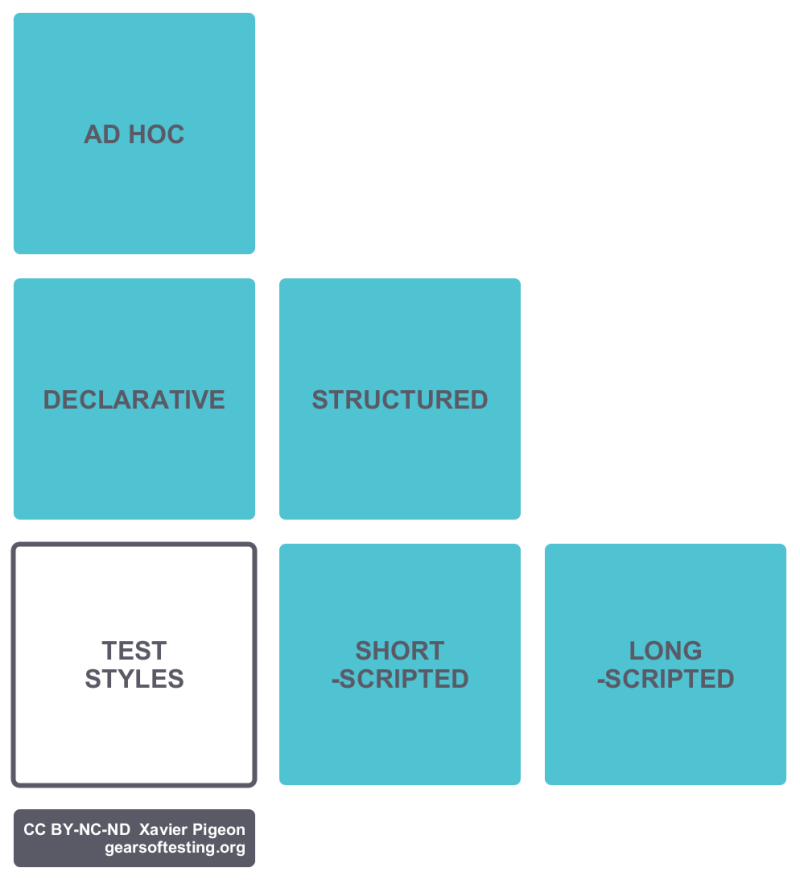 AD HOC
DECLARATIVE
STRUCTURED
TEST
STYLES
SHORT
-SCRIPTED
LONG
-SCRIPTED
CC BY-NC-ND  Xavier Pigeon
gearsoftesting.org